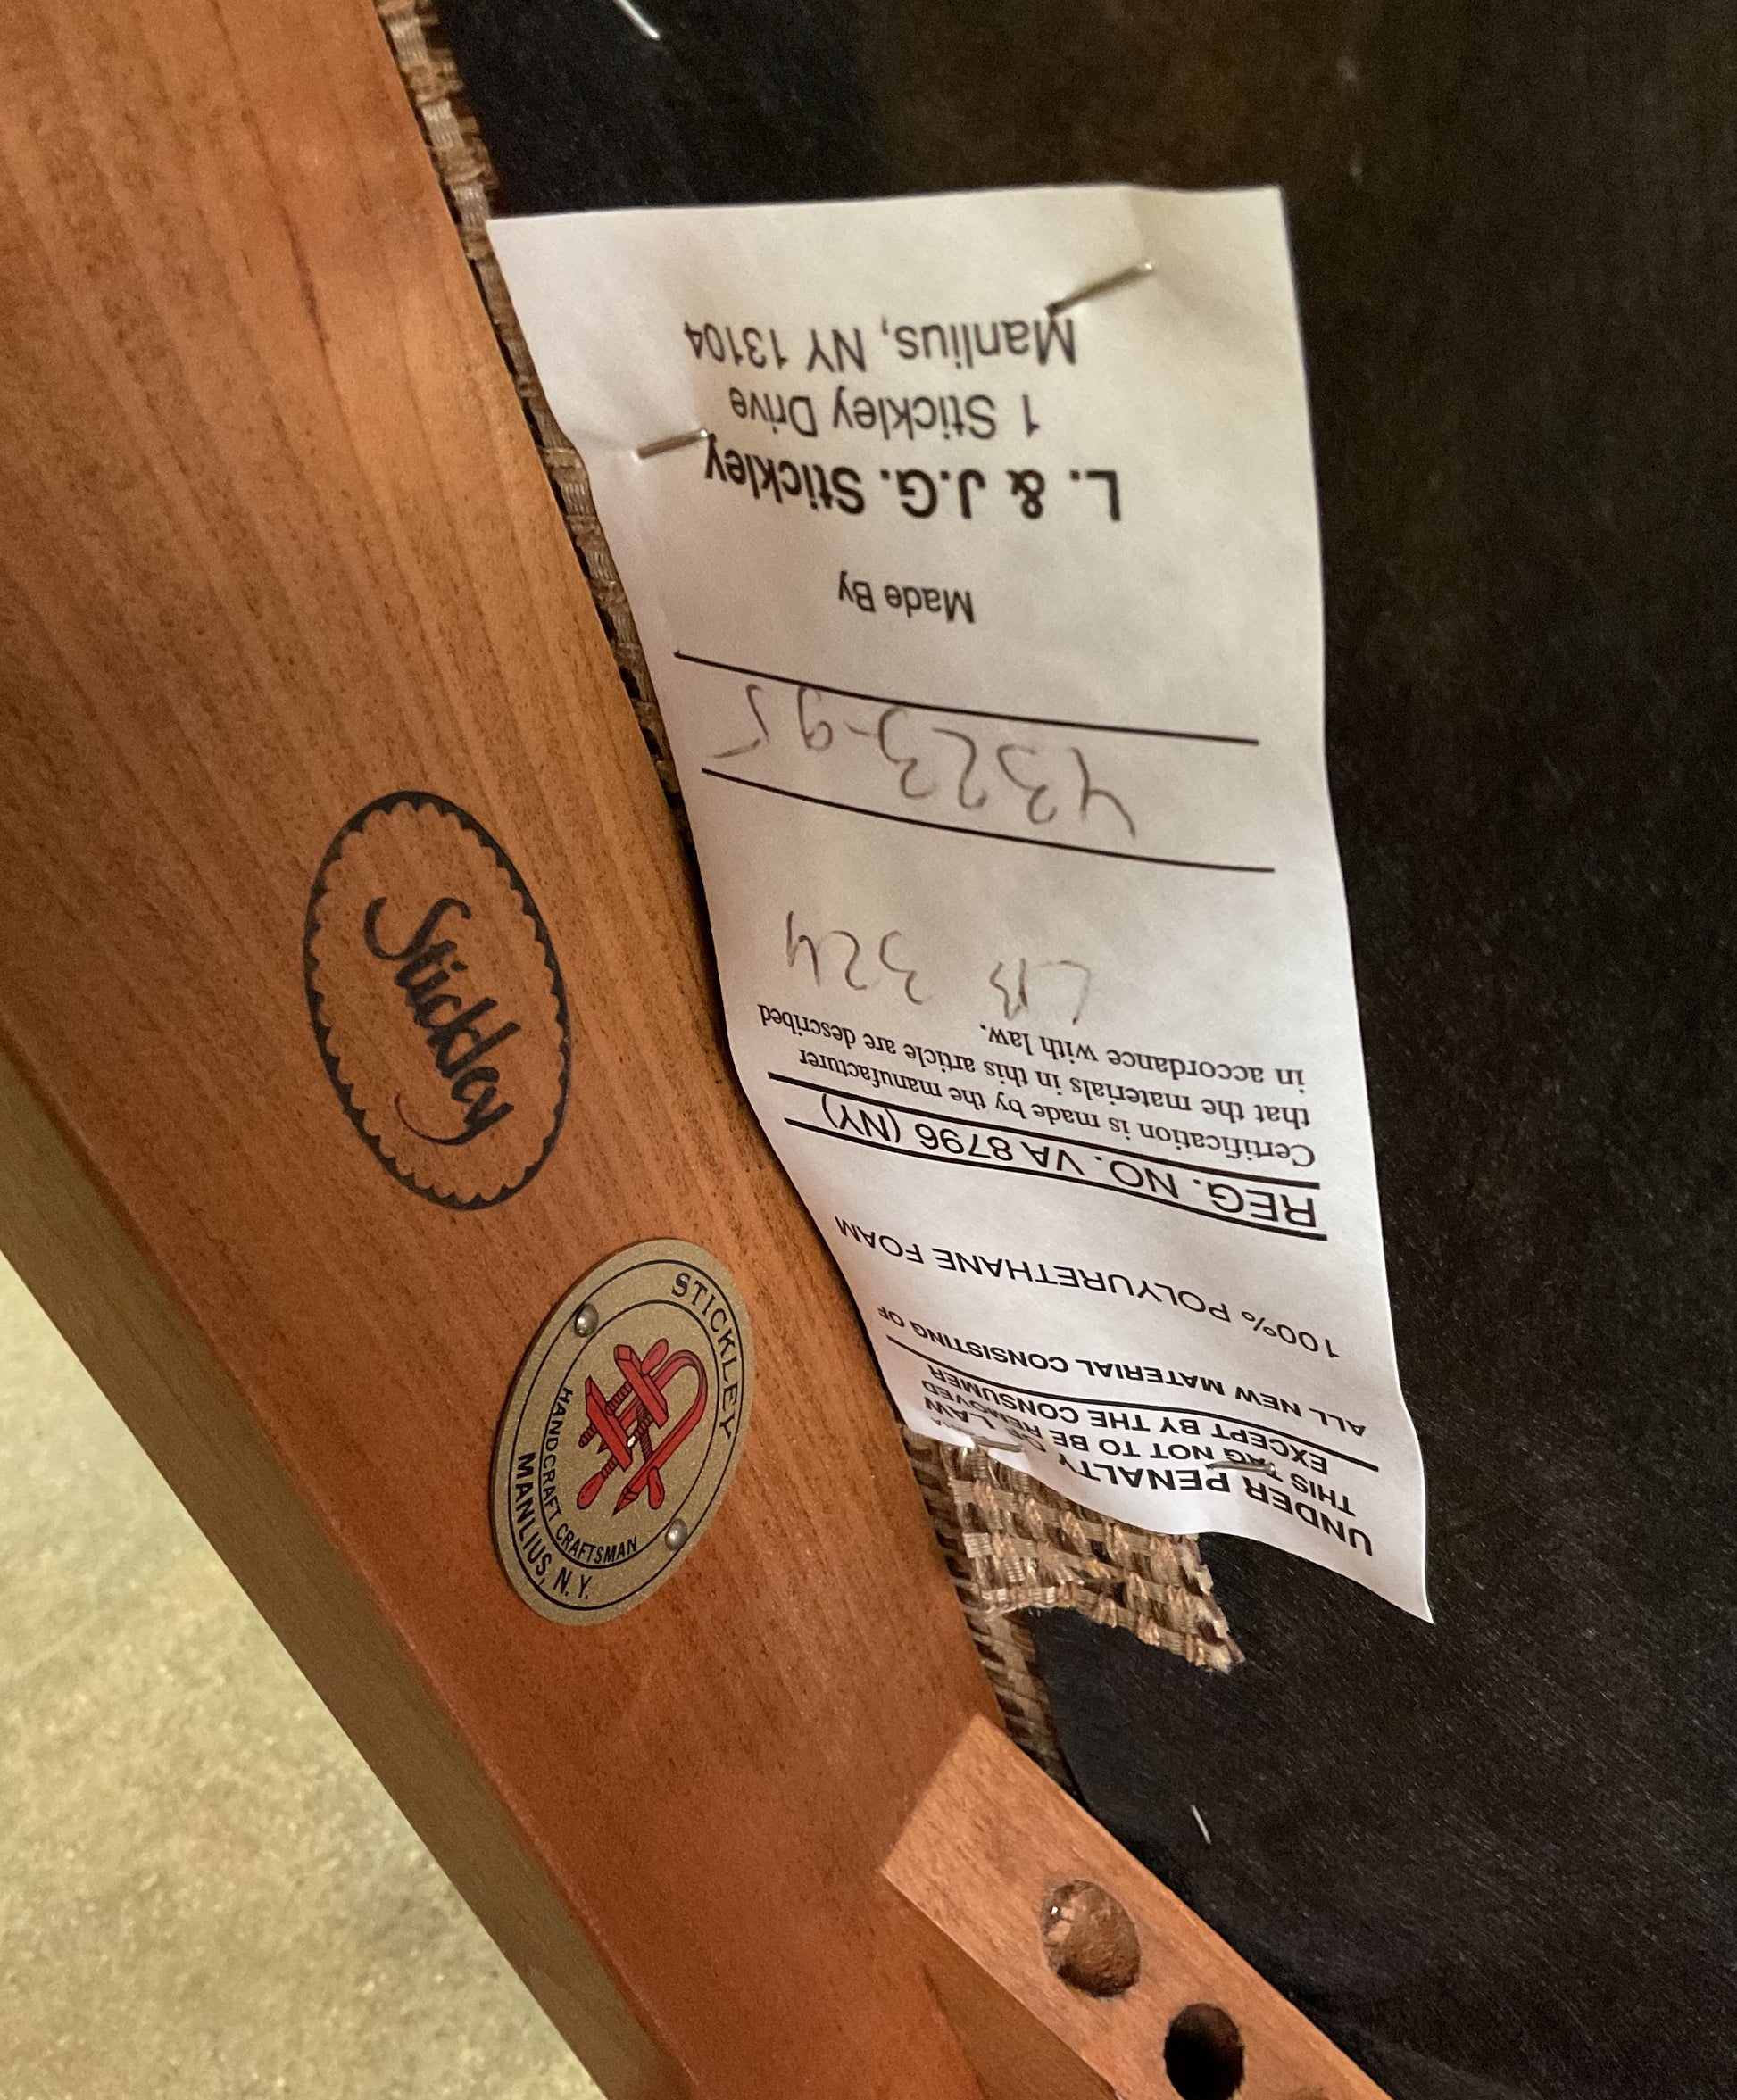 UNDER PENALTY OF LAW
THIS TAG NOT TO BE REMOVED
EXCEPT BY THE CONSUMER
ALL NEW MATERIAL CONSISTING OF
100% POLYURETHANE FOAM
REG. NO. VA 8796 (NY)
Certification is made by the manufacturer
that the materials in this article are described
in accordance with law.
LB 324
4323-95
Made By
L. & J.G. Stickley
1 Stickley Drive
Manlius, NY 13104
Stickley
STICKLEY
HANDCRAFT CRAFTSMAN
MANLIUS, N.Y.